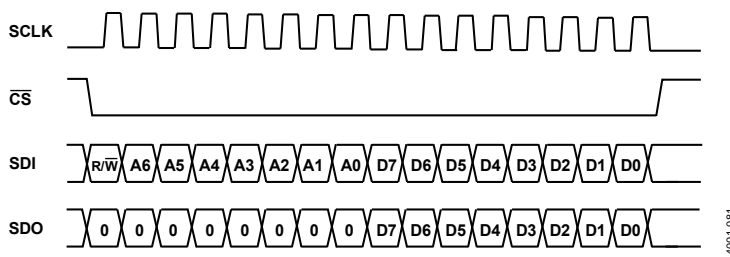 SCLK
C̅S̅
SDI R/W̅ A6 A5 A4 A3 A2 A1 A0 D7 D6 D5 D4 D3 D2 D1 D0
SDO 0 0 0 0 0 0 0 0 D7 D6 D5 D4 D3 D2 D1 D0